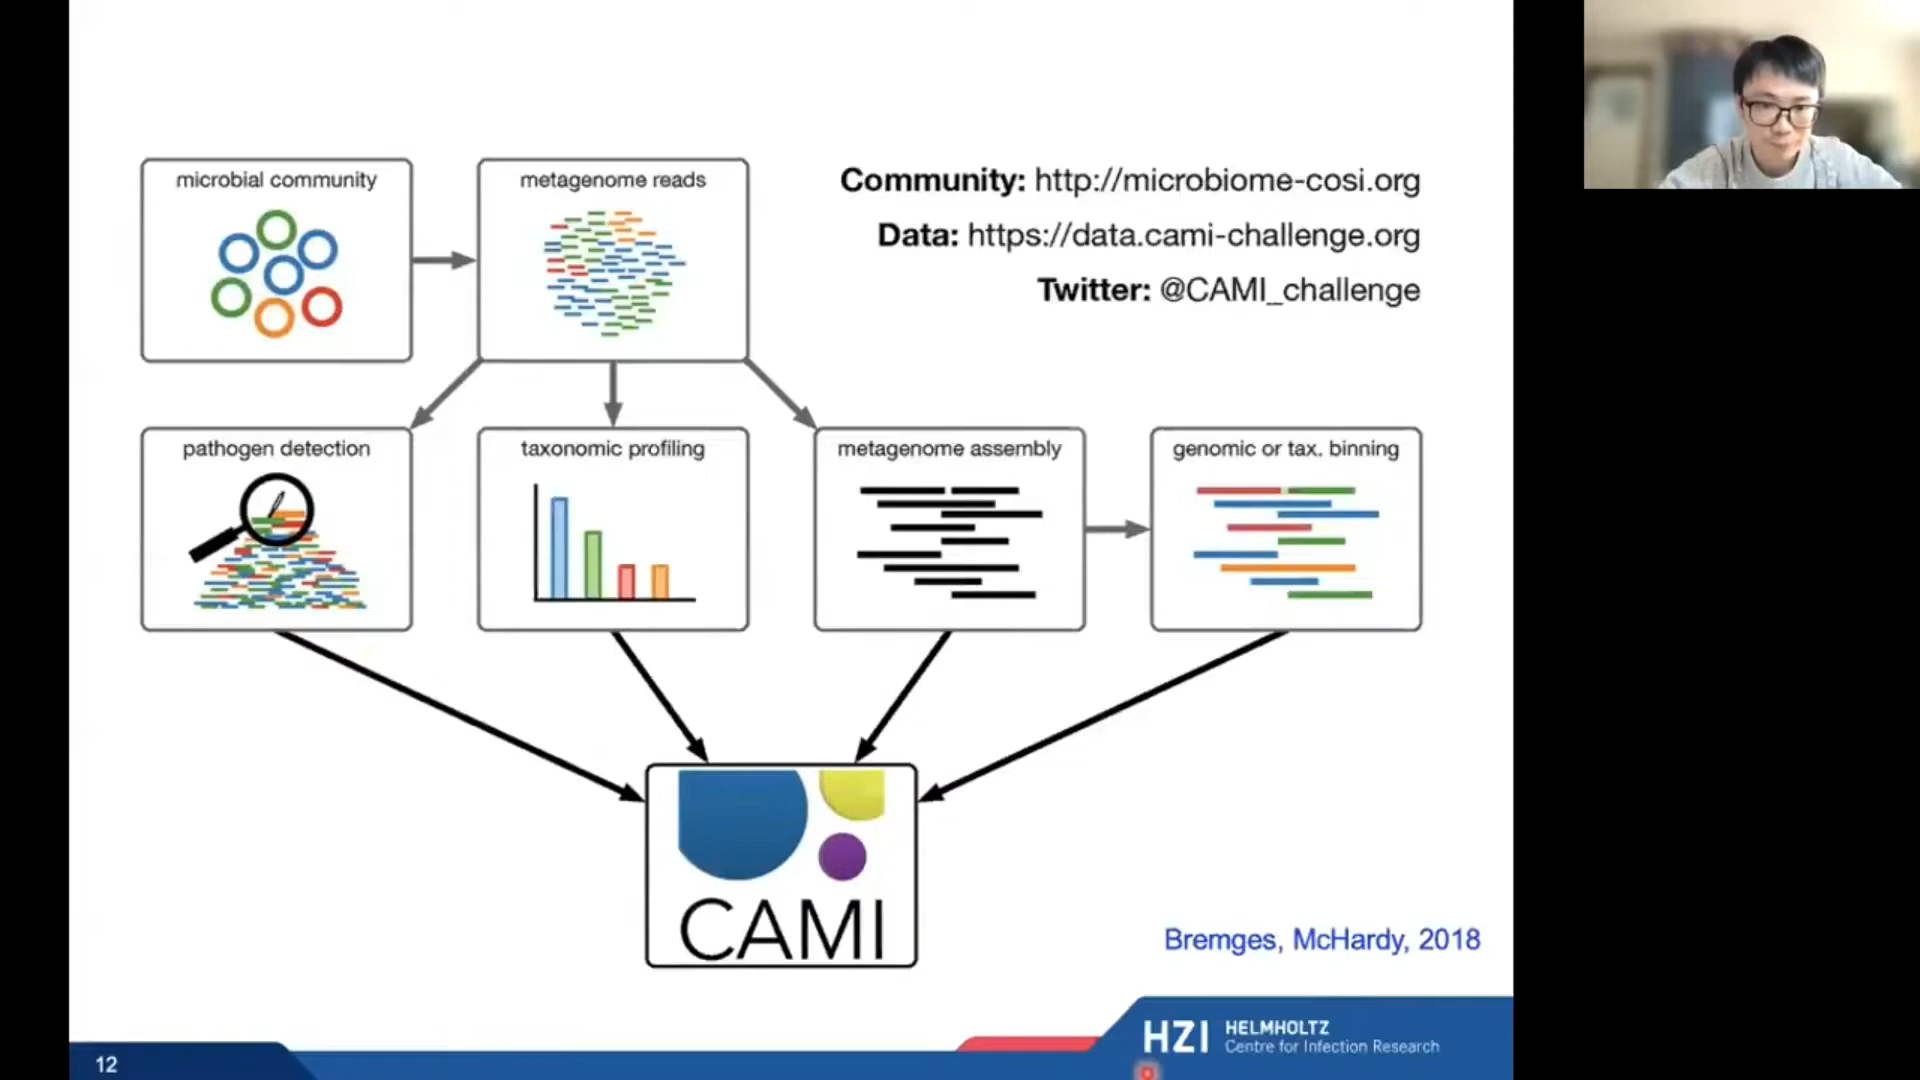 microbial community
metagenome reads
Community: http://microbiome-cosi.org
Data: https://data.cami-challenge.org
Twitter: @CAMI_challenge
pathogen detection
taxonomic profiling
metagenome assembly
genomic or tax. binning
CAMI
Bremges, McHardy, 2018
HZI HELMHOLTZ
Centre for Infection Research
12